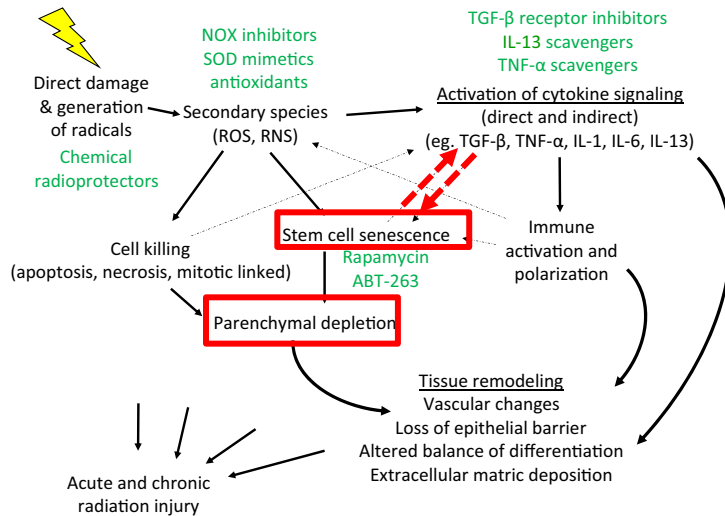 NOX inhibitors
SOD mimetics
antioxidants
TGF-β receptor inhibitors
IL-13 scavengers
TNF-α scavengers
Direct damage
& generation
of radicals
Chemical
radioprotectors
Secondary species
(ROS, RNS)
Activation of cytokine signaling
(direct and indirect)
(eg. TGF-β, TNF-α, IL-1, IL-6, IL-13)
Cell killing
(apoptosis, necrosis, mitotic linked)
Stem cell senescence
Rapamycin
ABT-263
Immune
activation and
polarization
Parenchymal depletion
Tissue remodeling
Vascular changes
Loss of epithelial barrier
Altered balance of differentiation
Extracellular matric deposition
Acute and chronic
radiation injury